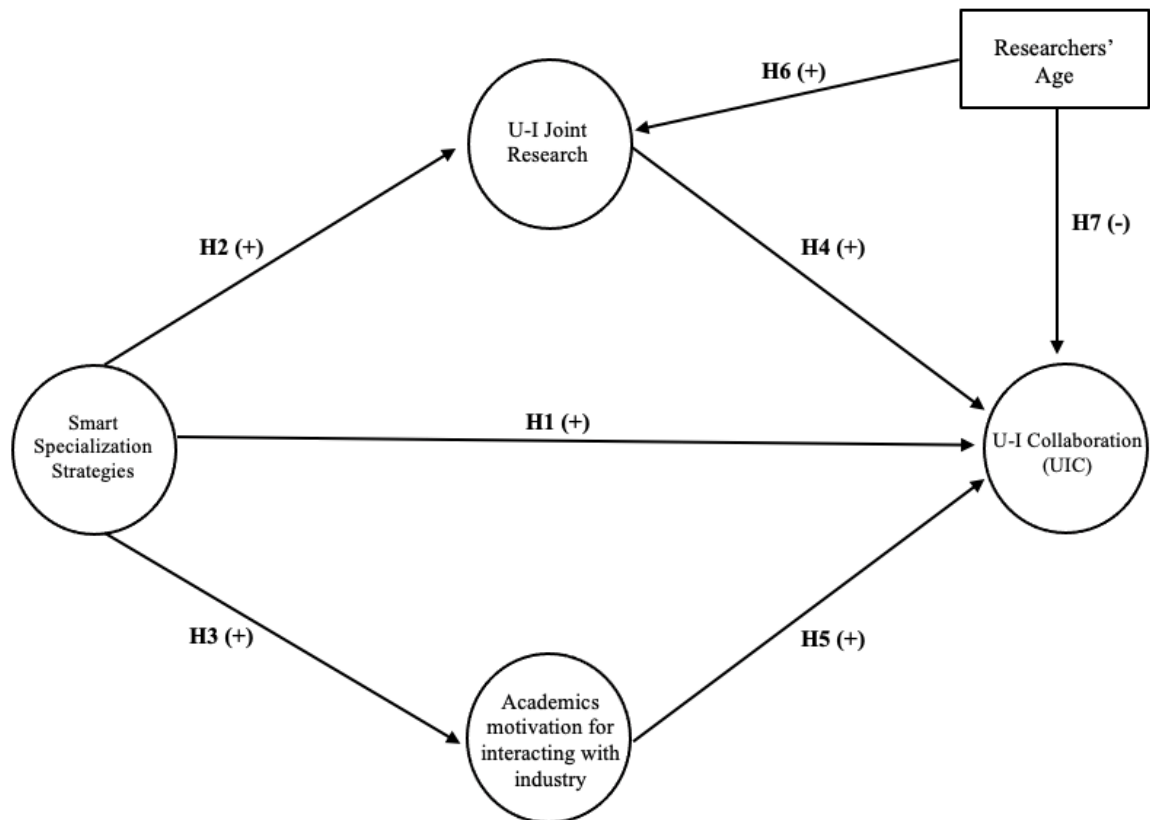 Researchers’
Age
H6 (+)
U-I Joint
Research
H7 (-)
H2 (+)
H4 (+)
Smart
Specialization
Strategies
H1 (+)
U-I Collaboration
(UIC)
H3 (+)
H5 (+)
Academics
motivation for
interacting with
industry